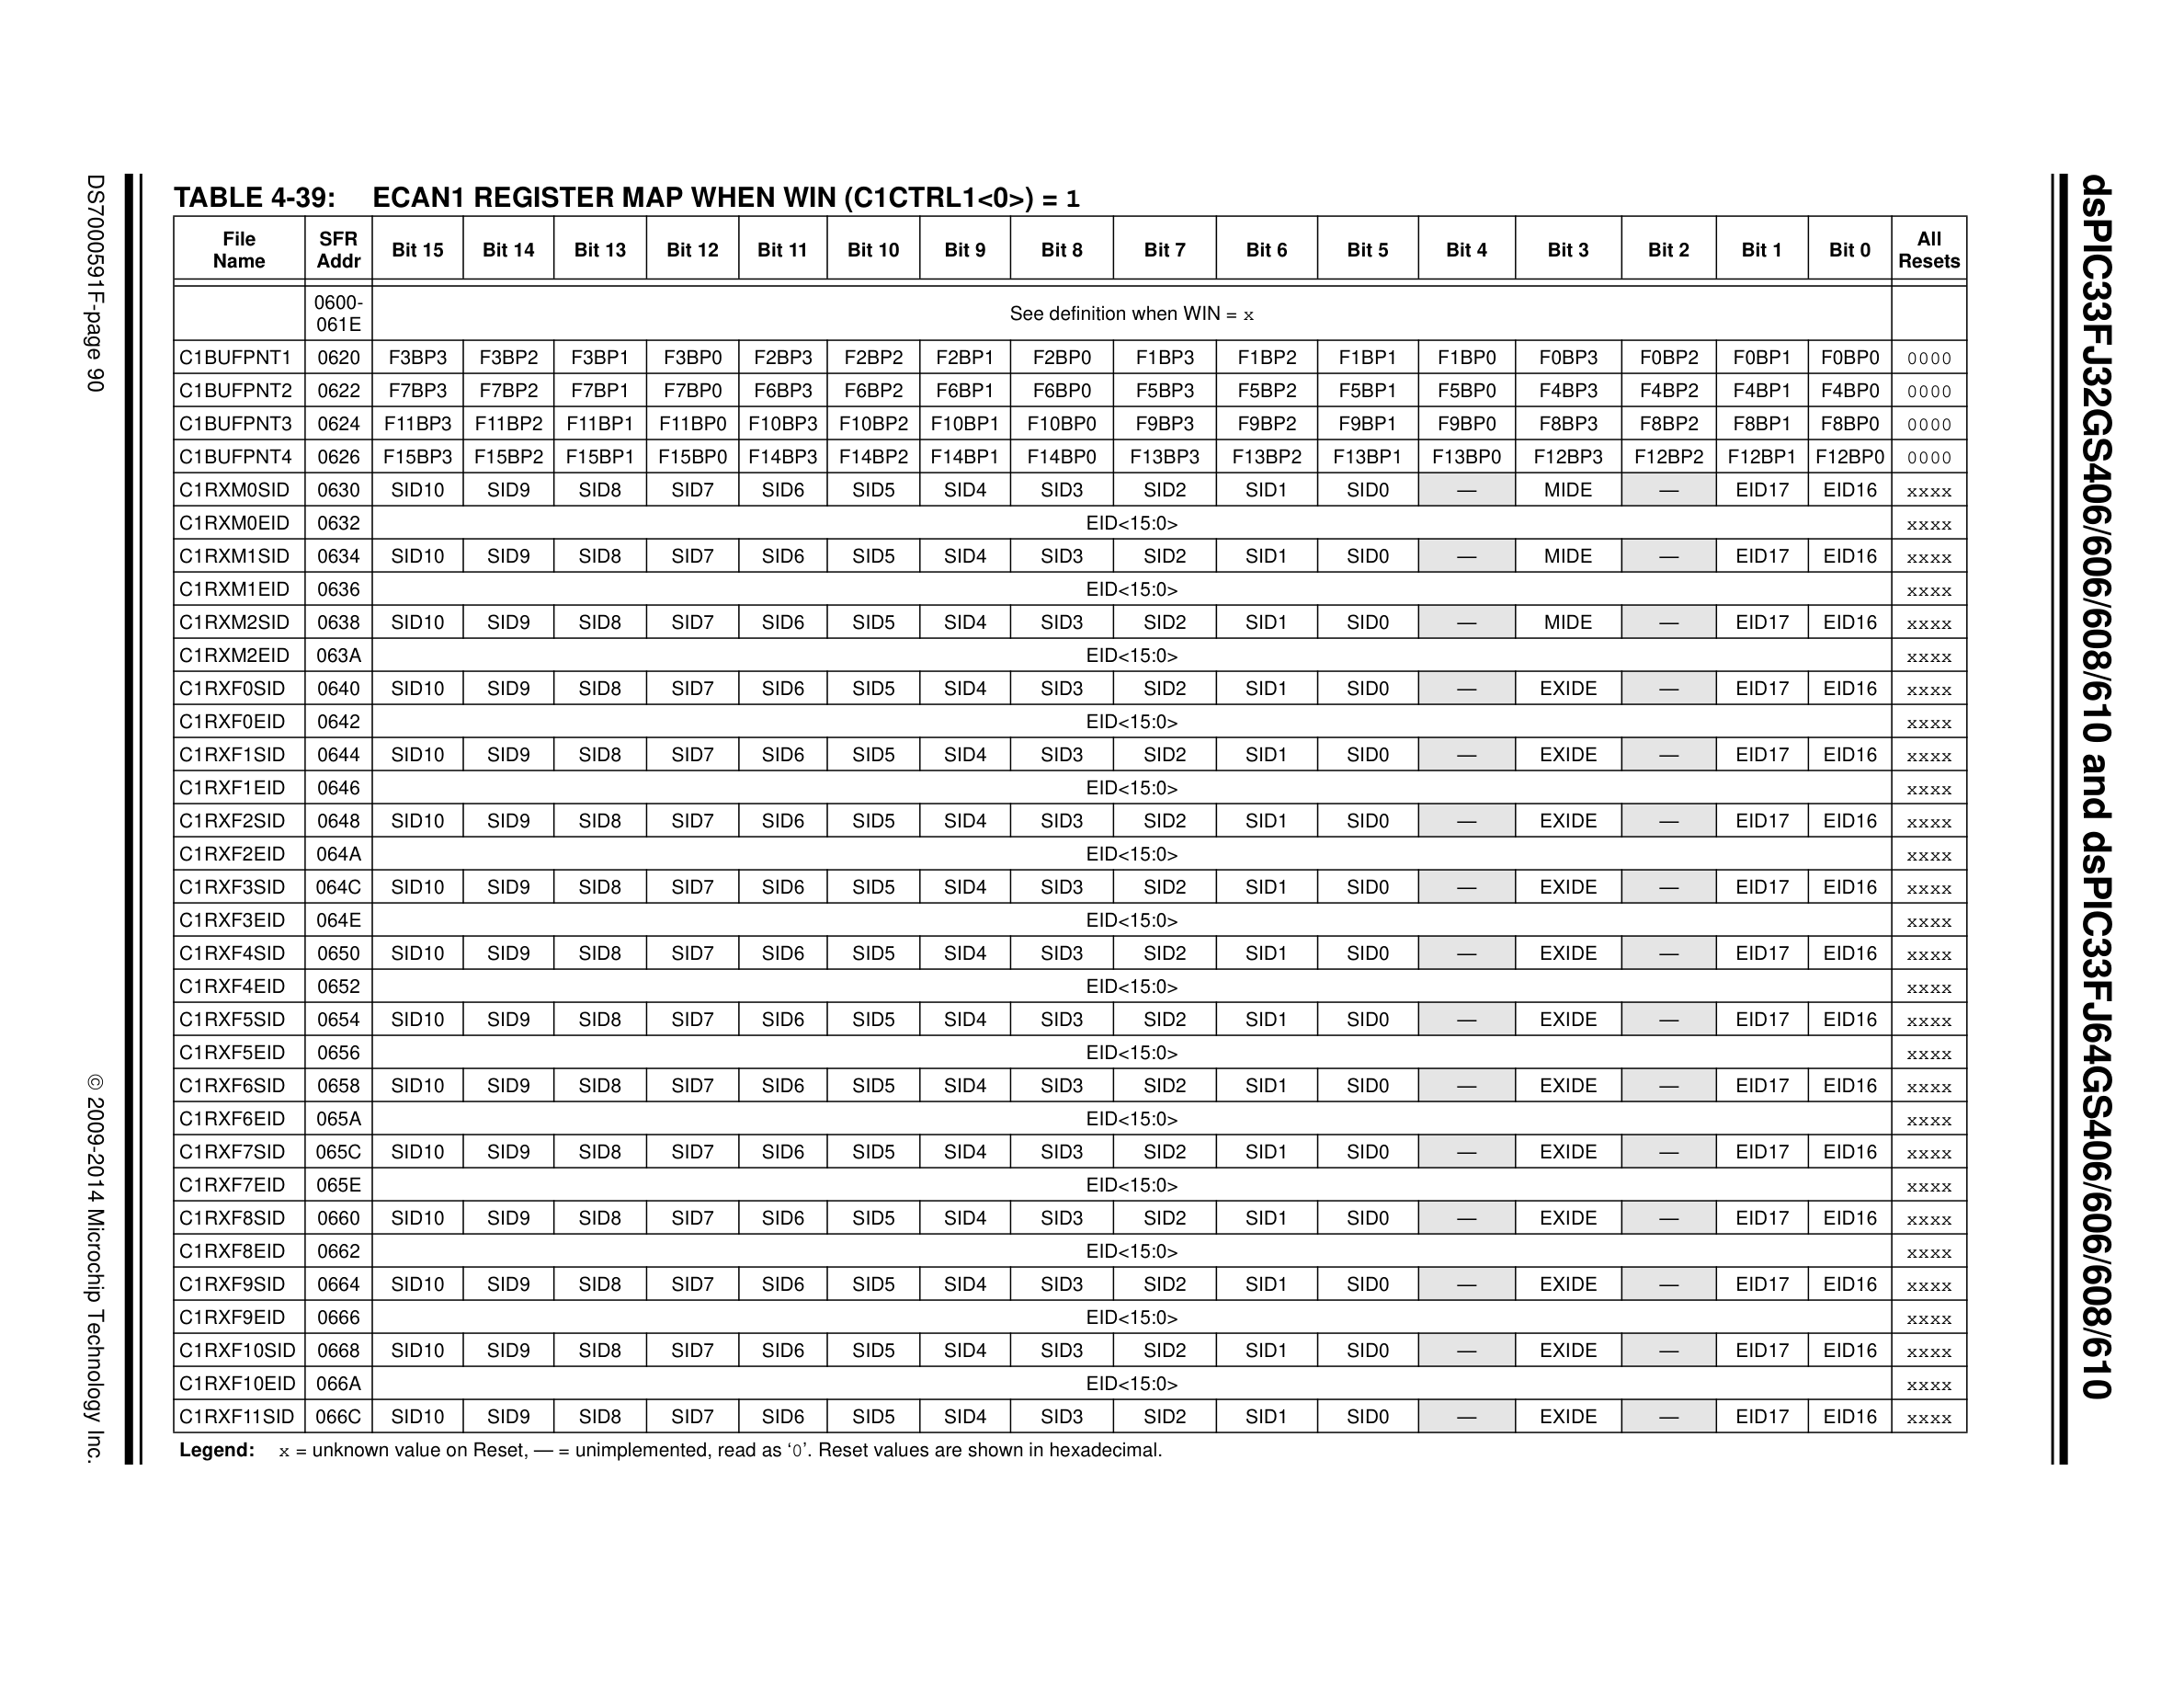 TABLE 4-39: ECAN1 REGISTER MAP WHEN WIN (C1CTRL1<0>) = 1
File Name SFR Addr Bit 15 Bit 14 Bit 13 Bit 12 Bit 11 Bit 10 Bit 9 Bit 8 Bit 7 Bit 6 Bit 5 Bit 4 Bit 3 Bit 2 Bit 1 Bit 0 All Resets
0600-061E See definition when WIN = x
C1BUFPNT1 0620 F3BP3 F3BP2 F3BP1 F3BP0 F2BP3 F2BP2 F2BP1 F2BP0 F1BP3 F1BP2 F1BP1 F1BP0 F0BP3 F0BP2 F0BP1 F0BP0 0000
C1BUFPNT2 0622 F7BP3 F7BP2 F7BP1 F7BP0 F6BP3 F6BP2 F6BP1 F6BP0 F5BP3 F5BP2 F5BP1 F5BP0 F4BP3 F4BP2 F4BP1 F4BP0 0000
C1BUFPNT3 0624 F11BP3 F11BP2 F11BP1 F11BP0 F10BP3 F10BP2 F10BP1 F10BP0 F9BP3 F9BP2 F9BP1 F9BP0 F8BP3 F8BP2 F8BP1 F8BP0 0000
C1BUFPNT4 0626 F15BP3 F15BP2 F15BP1 F15BP0 F14BP3 F14BP2 F14BP1 F14BP0 F13BP3 F13BP2 F13BP1 F13BP0 F12BP3 F12BP2 F12BP1 F12BP0 0000
C1RXM0SID 0630 SID10 SID9 SID8 SID7 SID6 SID5 SID4 SID3 SID2 SID1 SID0 — MIDE — EID17 EID16 xxxx
C1RXM0EID 0632 EID<15:0> xxxx
C1RXM1SID 0634 SID10 SID9 SID8 SID7 SID6 SID5 SID4 SID3 SID2 SID1 SID0 — MIDE — EID17 EID16 xxxx
C1RXM1EID 0636 EID<15:0> xxxx
C1RXM2SID 0638 SID10 SID9 SID8 SID7 SID6 SID5 SID4 SID3 SID2 SID1 SID0 — MIDE — EID17 EID16 xxxx
C1RXM2EID 063A EID<15:0> xxxx
C1RXF0SID 0640 SID10 SID9 SID8 SID7 SID6 SID5 SID4 SID3 SID2 SID1 SID0 — EXIDE — EID17 EID16 xxxx
C1RXF0EID 0642 EID<15:0> xxxx
C1RXF1SID 0644 SID10 SID9 SID8 SID7 SID6 SID5 SID4 SID3 SID2 SID1 SID0 — EXIDE — EID17 EID16 xxxx
C1RXF1EID 0646 EID<15:0> xxxx
C1RXF2SID 0648 SID10 SID9 SID8 SID7 SID6 SID5 SID4 SID3 SID2 SID1 SID0 — EXIDE — EID17 EID16 xxxx
C1RXF2EID 064A EID<15:0> xxxx
C1RXF3SID 064C SID10 SID9 SID8 SID7 SID6 SID5 SID4 SID3 SID2 SID1 SID0 — EXIDE — EID17 EID16 xxxx
C1RXF3EID 064E EID<15:0> xxxx
C1RXF4SID 0650 SID10 SID9 SID8 SID7 SID6 SID5 SID4 SID3 SID2 SID1 SID0 — EXIDE — EID17 EID16 xxxx
C1RXF4EID 0652 EID<15:0> xxxx
C1RXF5SID 0654 SID10 SID9 SID8 SID7 SID6 SID5 SID4 SID3 SID2 SID1 SID0 — EXIDE — EID17 EID16 xxxx
C1RXF5EID 0656 EID<15:0> xxxx
C1RXF6SID 0658 SID10 SID9 SID8 SID7 SID6 SID5 SID4 SID3 SID2 SID1 SID0 — EXIDE — EID17 EID16 xxxx
C1RXF6EID 065A EID<15:0> xxxx
C1RXF7SID 065C SID10 SID9 SID8 SID7 SID6 SID5 SID4 SID3 SID2 SID1 SID0 — EXIDE — EID17 EID16 xxxx
C1RXF7EID 065E EID<15:0> xxxx
C1RXF8SID 0660 SID10 SID9 SID8 SID7 SID6 SID5 SID4 SID3 SID2 SID1 SID0 — EXIDE — EID17 EID16 xxxx
C1RXF8EID 0662 EID<15:0> xxxx
C1RXF9SID 0664 SID10 SID9 SID8 SID7 SID6 SID5 SID4 SID3 SID2 SID1 SID0 — EXIDE — EID17 EID16 xxxx
C1RXF9EID 0666 EID<15:0> xxxx
C1RXF10SID 0668 SID10 SID9 SID8 SID7 SID6 SID5 SID4 SID3 SID2 SID1 SID0 — EXIDE — EID17 EID16 xxxx
C1RXF10EID 066A EID<15:0> xxxx
C1RXF11SID 066C SID10 SID9 SID8 SID7 SID6 SID5 SID4 SID3 SID2 SID1 SID0 — EXIDE — EID17 EID16 xxxx
Legend: x = unknown value on Reset, — = unimplemented, read as ‘0’. Reset values are shown in hexadecimal.
dsPIC33FJ32GS406/606/608/610 and dsPIC33FJ64GS406/606/608/610
DS70000591F-page 90
© 2009-2014 Microchip Technology Inc.